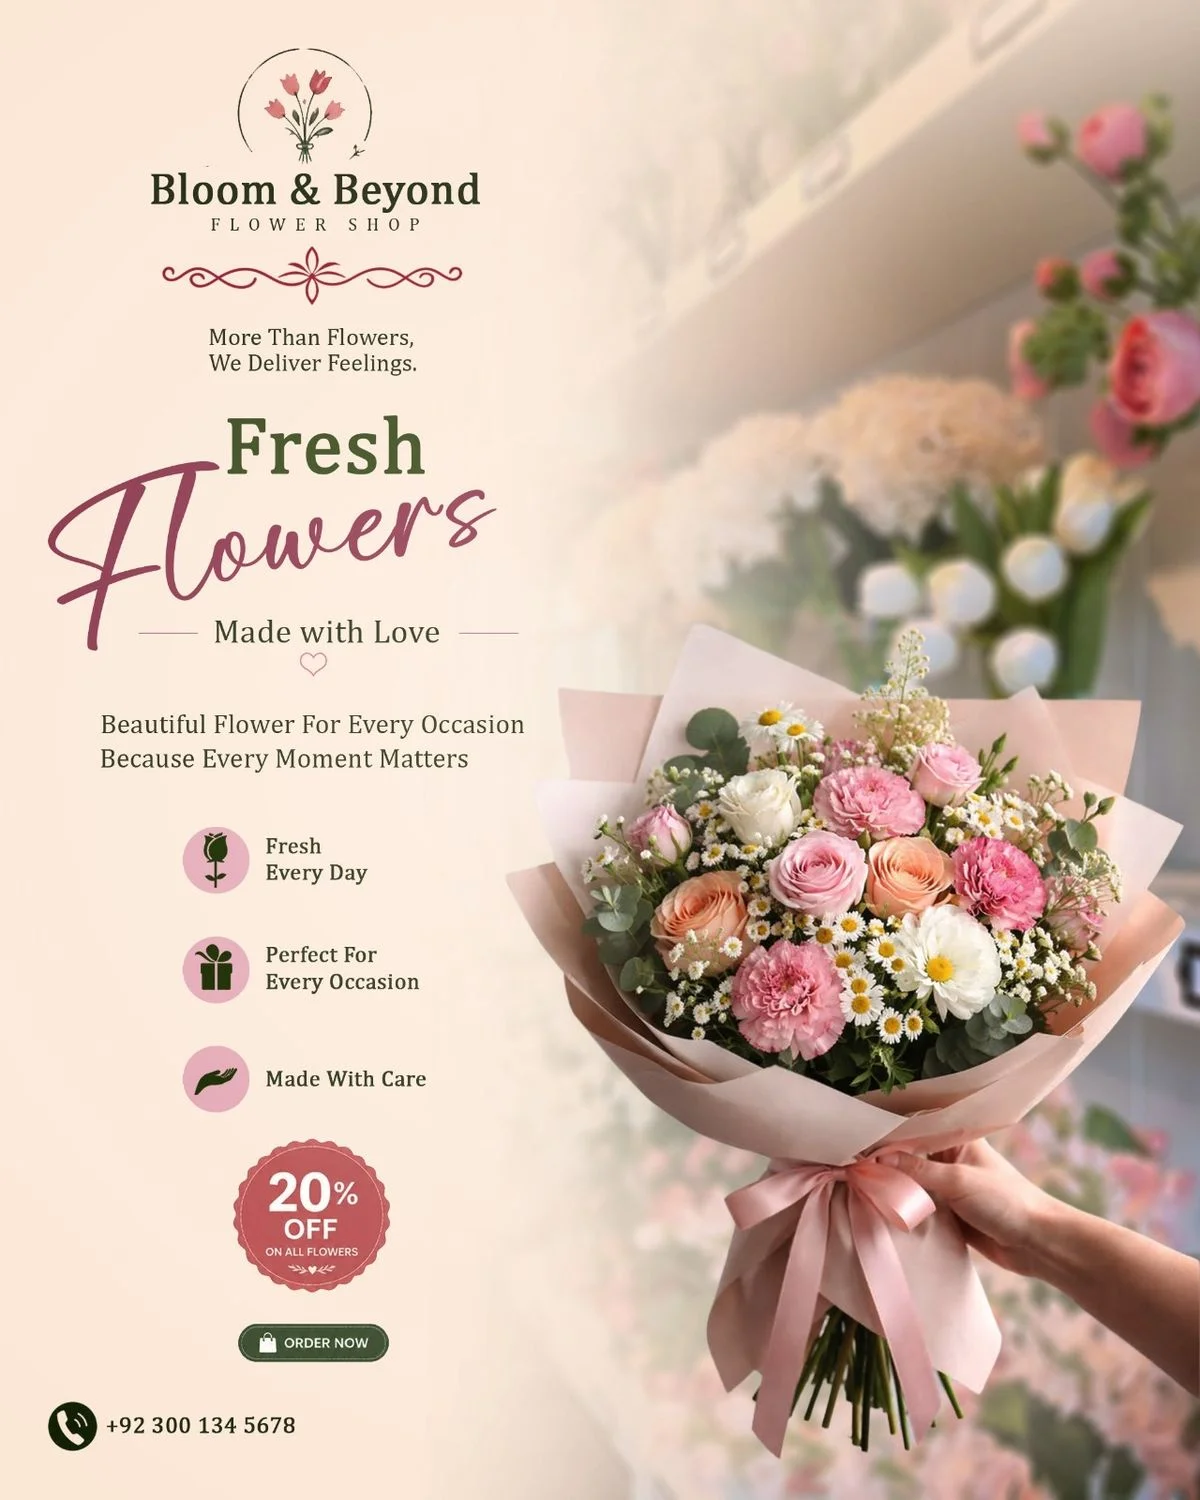 Bloom & Beyond
FLOWER SHOP
More Than Flowers,
We Deliver Feelings.
Fresh
Flowers
Made with Love
Beautiful Flower For Every Occasion
Because Every Moment Matters
Fresh
Every Day
Perfect For
Every Occasion
Made With Care
20%
OFF
ON ALL FLOWERS
ORDER NOW
+92 300 134 5678